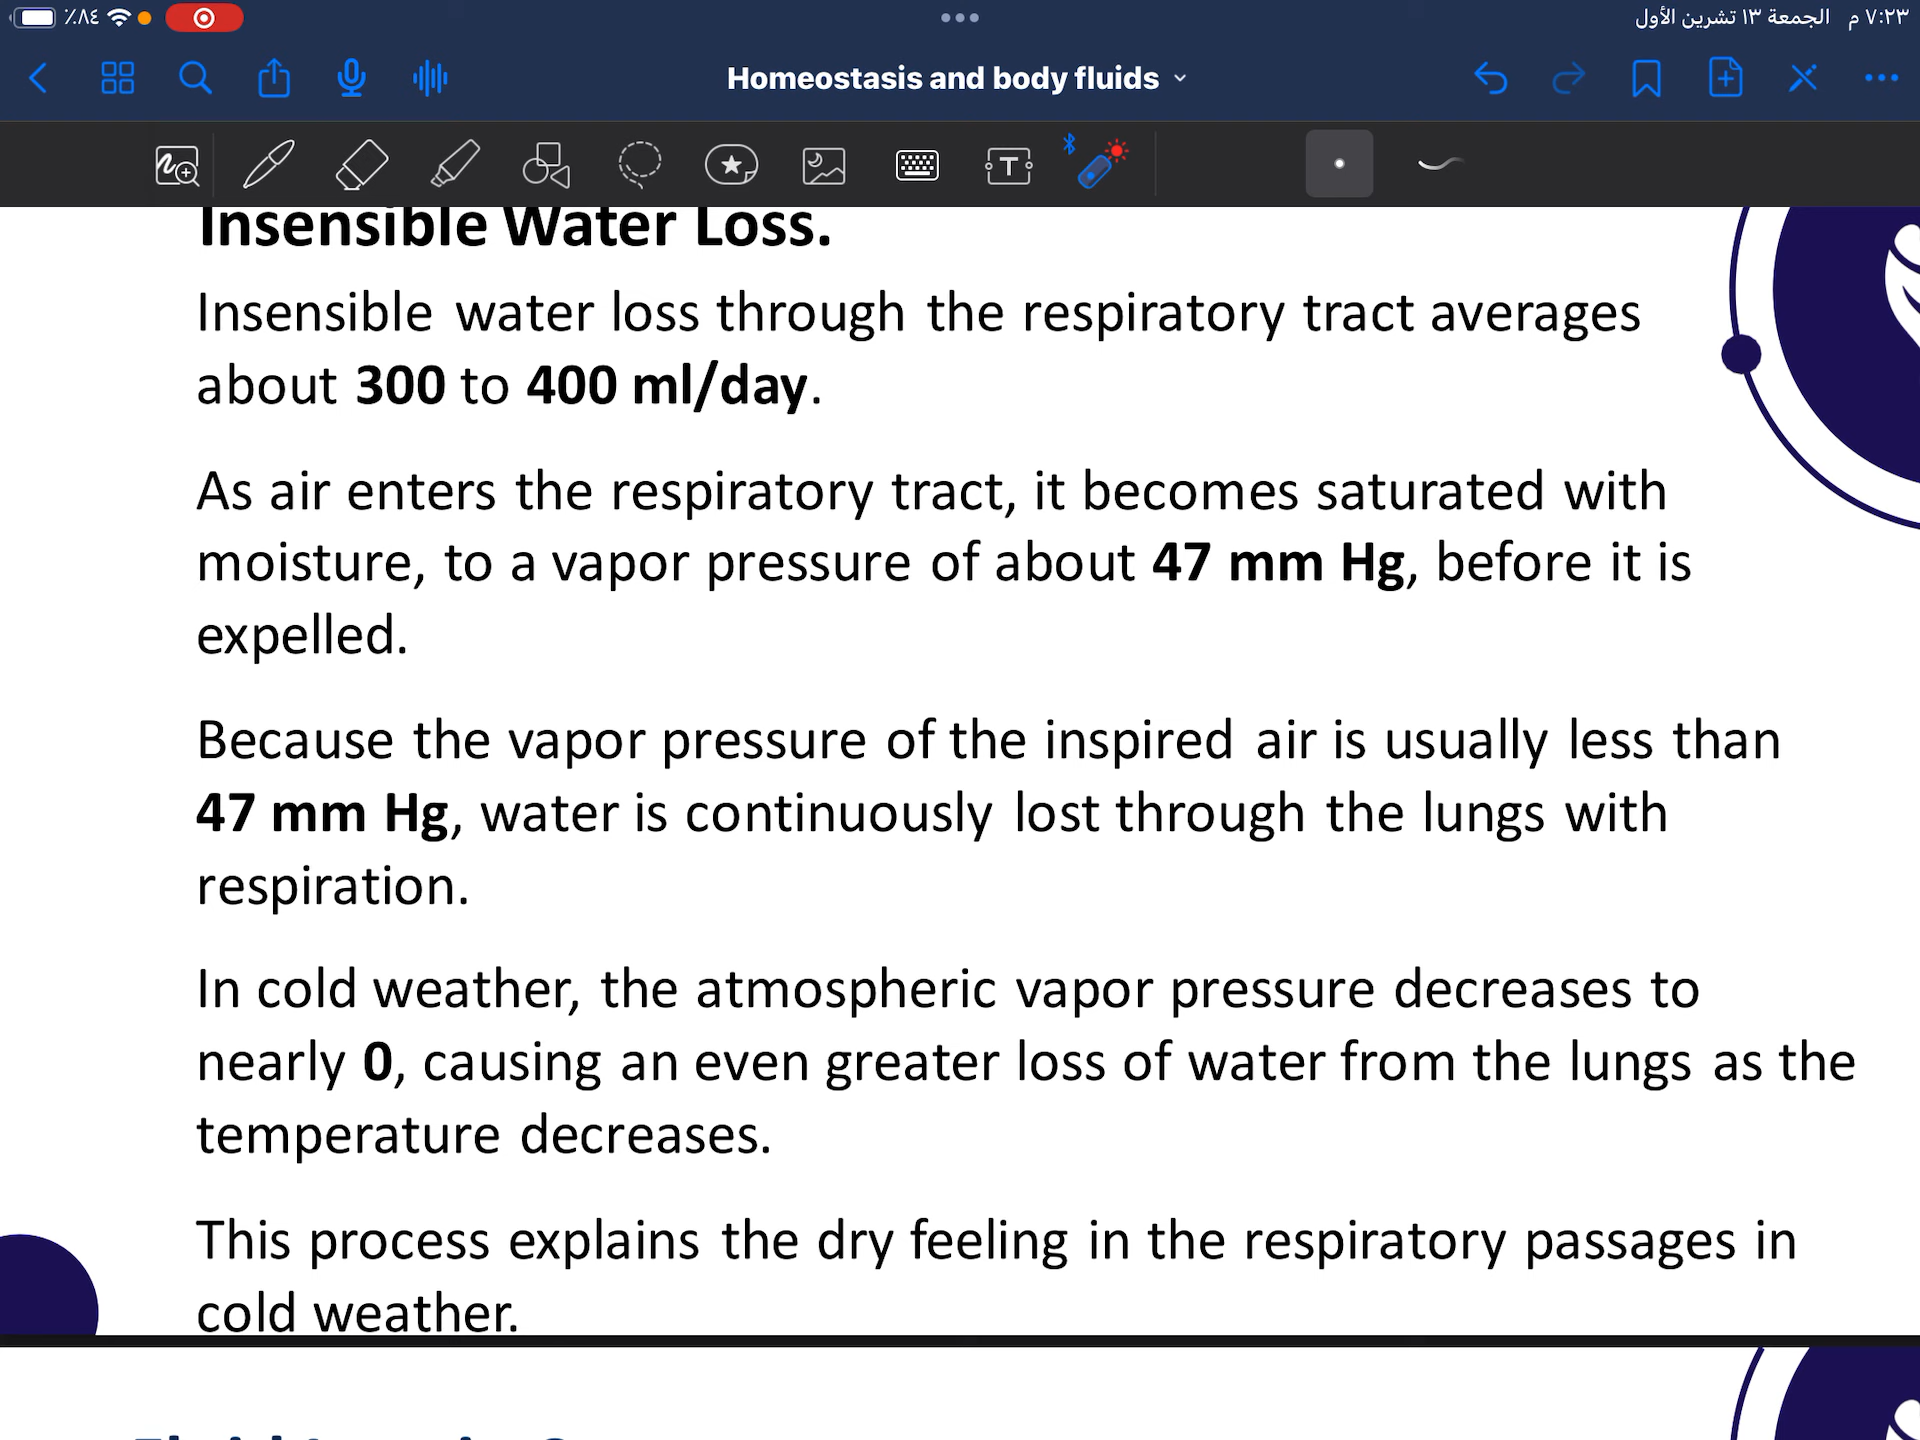 ٪٨٤
٧:٢٣ م الجمعة ١٣ تشرين الأول
Homeostasis and body fluids
T
Insensible Water Loss.
Insensible water loss through the respiratory tract averages
about 300 to 400 ml/day.
As air enters the respiratory tract, it becomes saturated with
moisture, to a vapor pressure of about 47 mm Hg, before it is
expelled.
Because the vapor pressure of the inspired air is usually less than
47 mm Hg, water is continuously lost through the lungs with
respiration.
In cold weather, the atmospheric vapor pressure decreases to
nearly 0, causing an even greater loss of water from the lungs as the
temperature decreases.
This process explains the dry feeling in the respiratory passages in
cold weather.